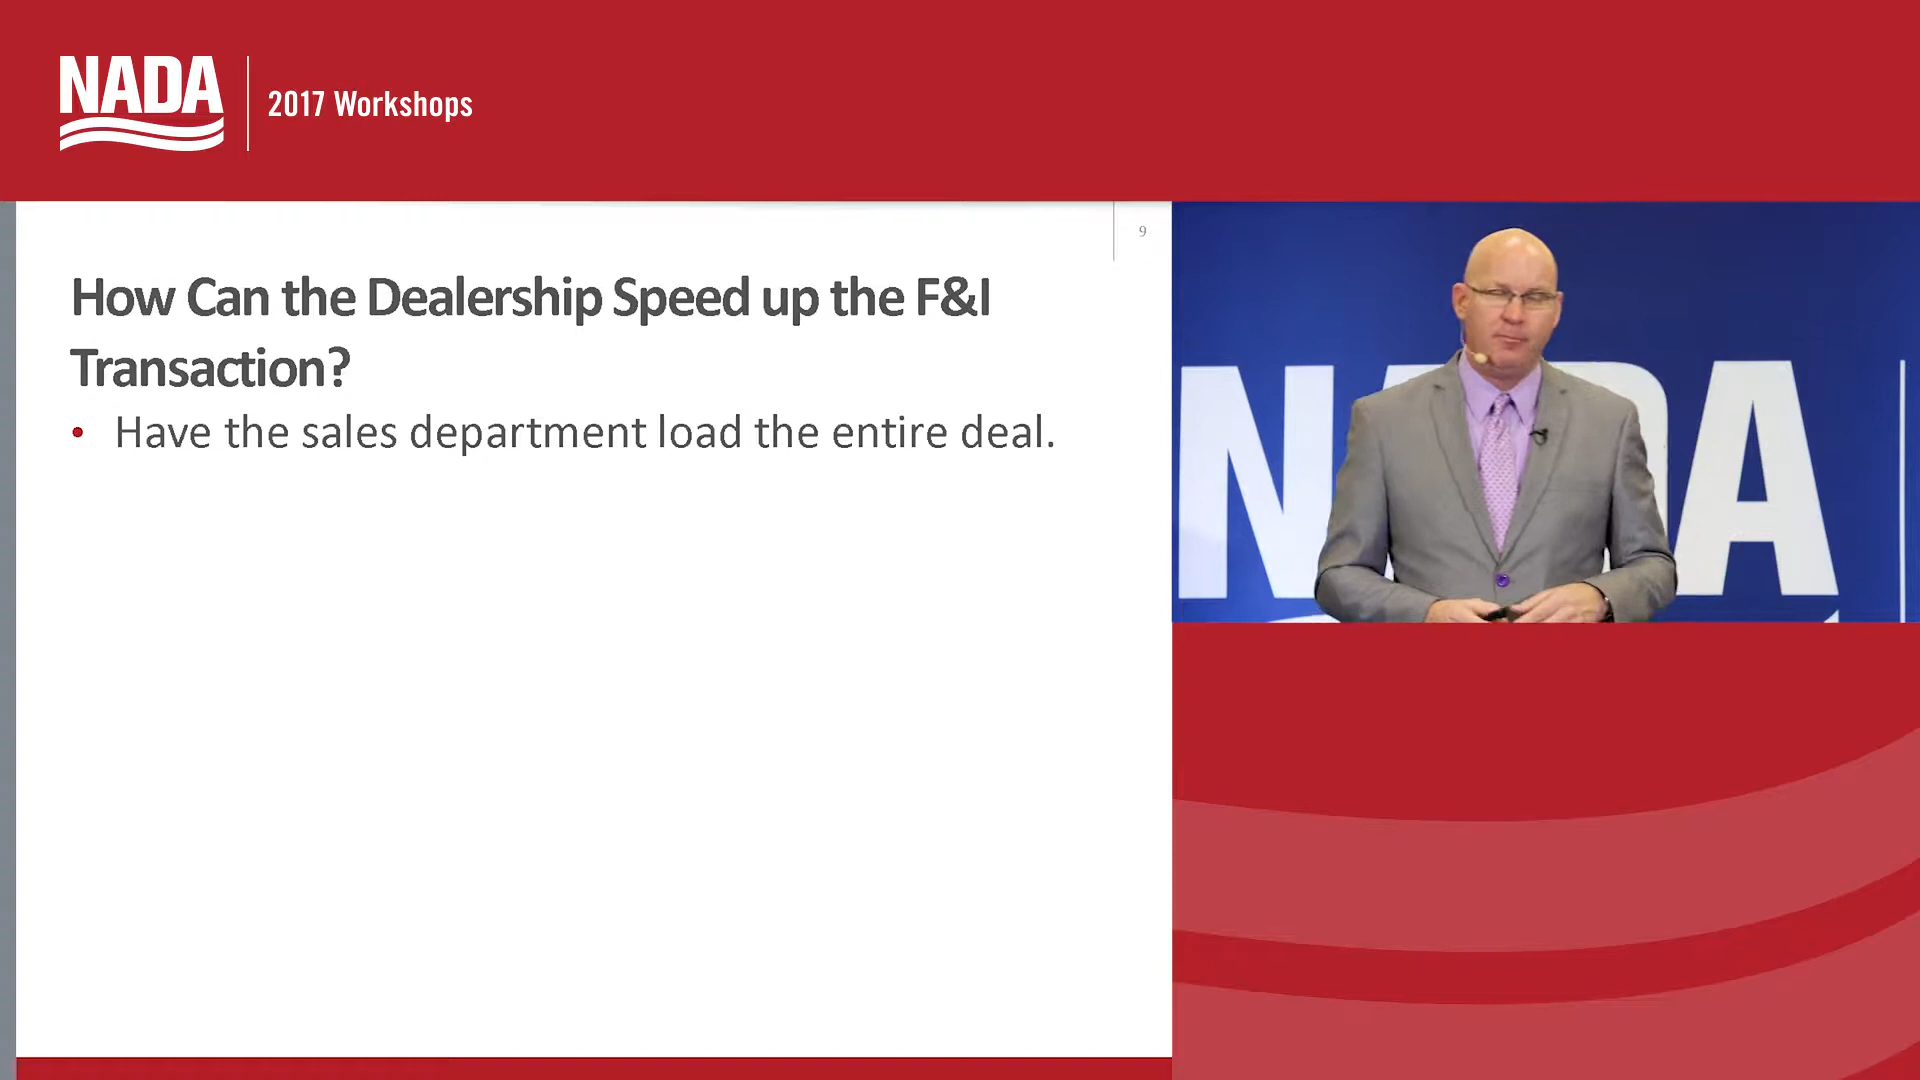 NADA
2017 Workshops
9
How Can the Dealership Speed up the F&I
Transaction?
• Have the sales department load the entire deal.
NADA